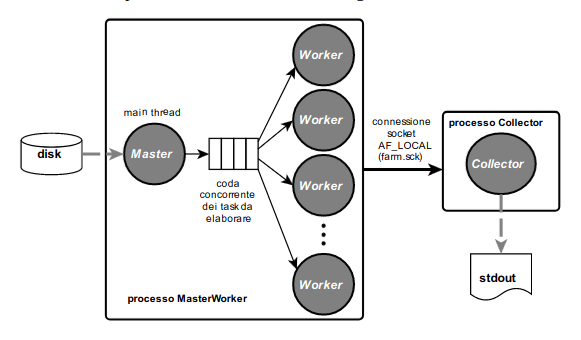 Worker
main thread
disk
Master
Worker
coda
concorrente
dei task da
elaborare
Worker
Worker
processo MasterWorker
connessione
socket
AF_LOCAL
(farm.sck)
processo Collector
Collector
stdout